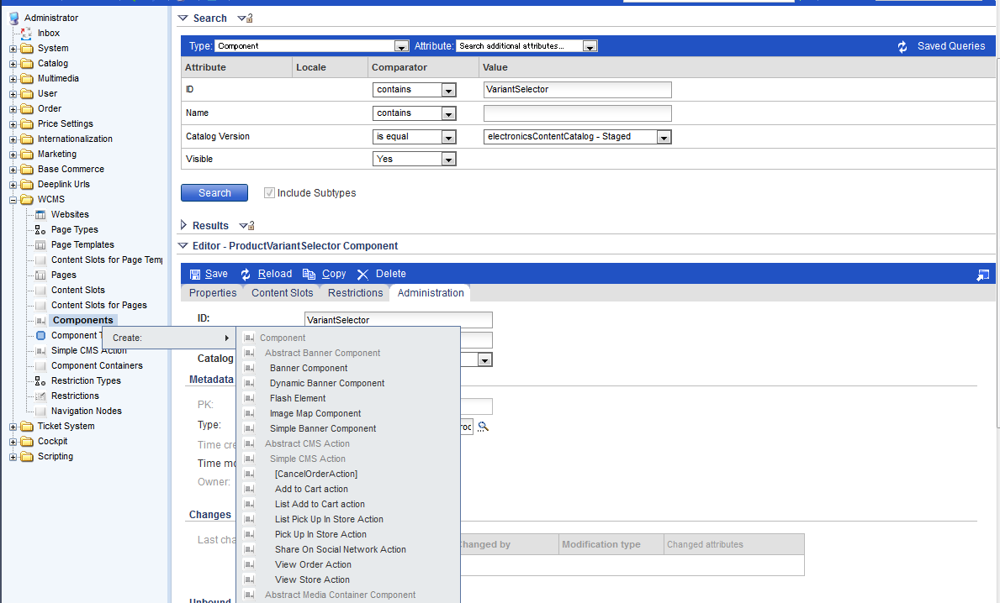 Administrator
Inbox
System
Catalog
Multimedia
User
Order
Price Settings
Internationalization
Marketing
Base Commerce
Deeplink Urls
WCMS
Websites
Page Types
Page Templates
Content Slots for Page Temp
Pages
Content Slots
Content Slots for Pages
Components
Component T
Simple CMS Action
Component Containers
Restriction Types
Restrictions
Navigation Nodes
Ticket System
Cockpit
Scripting
Search
Type: Component Attribute: Search additional attributes... Saved Queries
Attribute Locale Comparator Value
ID contains VariantSelector
Name contains
Catalog Version is equal electronicsContentCatalog - Staged
Visible Yes
Search Include Subtypes
Results
Editor - ProductVariantSelector Component
Save Reload Copy Delete
Properties Content Slots Restrictions Administration
ID: VariantSelector
Catalog
Metadata
PK:
Type:
Time cre
Time mo
Owner:
Changes
Last cha
Changed by Modification type Changed attributes
Unbound
Create:
Component
Abstract Banner Component
Banner Component
Dynamic Banner Component
Flash Element
Image Map Component
Simple Banner Component
Abstract CMS Action
Simple CMS Action
[CancelOrderAction]
Add to Cart action
List Add to Cart action
List Pick Up In Store Action
Pick Up In Store Action
Share On Social Network Action
View Order Action
View Store Action
Abstract Media Container Component